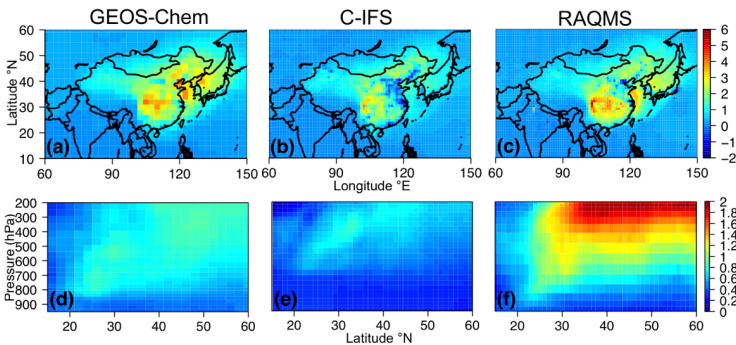 GEOS-Chem C-IFS RAQMS
60 50 40 30 20 10
Latitude °N
(a) (b) (c)
6 5 4 3 2 1 0 −1 −2
60 90 120 150 60 90 120 150 60 90 120 150
Longitude °E
200 300 400 500 600 700 800 900
Pressure (hPa)
(d) (e) (f)
2 1.8 1.6 1.4 1.2 1 0.8 0.6 0.4 0.2 0
20 30 40 50 60 20 30 40 50 60 20 30 40 50 60
Latitude °N